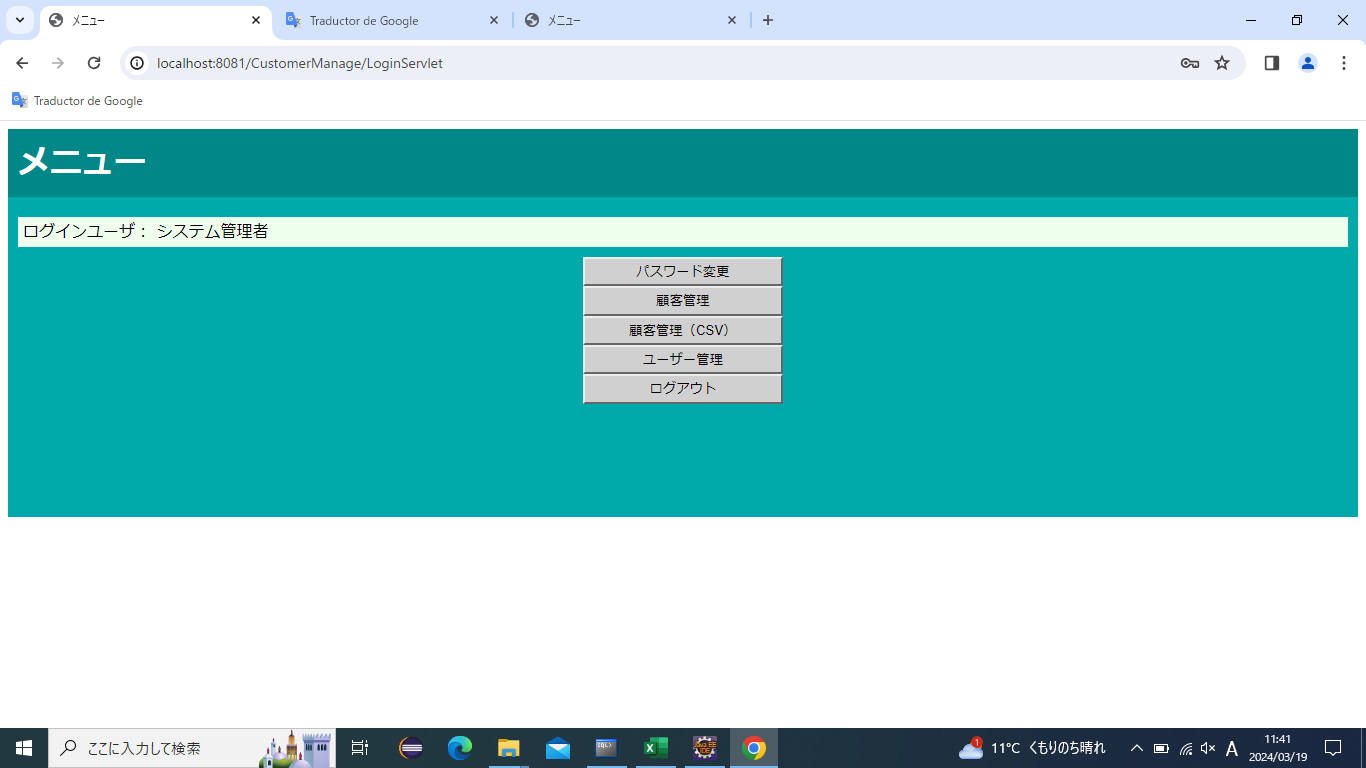 メニュー
Traductor de Google
メニュー
localhost:8081/CustomerManage/LoginServlet
Traductor de Google
メニュー
ログインユーザ： システム管理者
パスワード変更
顧客管理
顧客管理（CSV）
ユーザー管理
ログアウト
ここに入力して検索
SQL>
1
11°C くもりのち晴れ
A
11:41
2024/03/19